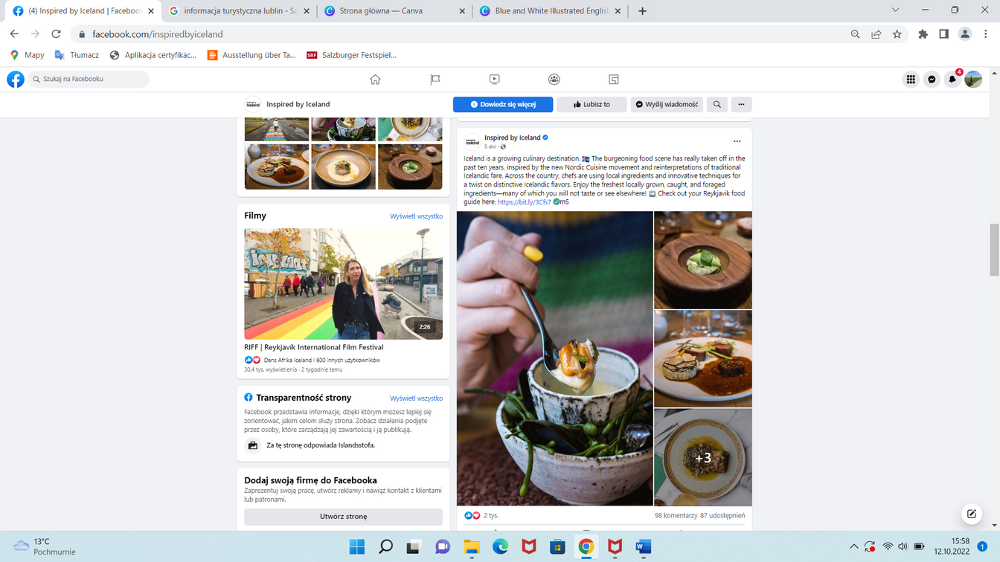 (4) Inspired by Iceland | Facebook
informacja turystyczna lublin - Sz
Strona główna — Canva
Blue and White Illustrated English
facebook.com/inspiredbyiceland
Mapy
Tłumacz
Aplikacja certyfikac...
Ausstellung über Ta...
SRF
Salzburger Festspiel...
Szukaj na Facebooku
4
Inspired by Iceland
Dowiedz się więcej
Lubisz to
Wyślij wiadomość
Filmy
Wyświetl wszystko
2:26
RIFF | Reykjavík International Film Festival
Dans Afríka Iceland i 600 innych użytkowników
30,4 tys. wyświetlenia · 2 tygodnie temu
Transparentność strony
Wyświetl wszystko
Facebook przedstawia informacje, dzięki którym możesz lepiej się
zorientować, jakim celom służy strona. Zobacz działania podjęte
przez osoby, które zarządzają jej zawartością i ją publikują.
Za tę stronę odpowiada Islandsstofa.
Dodaj swoją firmę do Facebooka
Zaprezentuj swoją pracę, utwórz reklamy i nawiąż kontakt z klientami
lub patronami.
Utwórz stronę
Inspired by Iceland
5 dni ·
Iceland is a growing culinary destination. 🇮🇸 The burgeoning food scene has really taken off in the
past ten years, inspired by the new Nordic Cuisine movement and reinterpretations of traditional
Icelandic fare. Across the country, chefs are using local ingredients and innovative techniques for
a twist on distinctive Icelandic flavors. Enjoy the freshest locally grown, caught, and foraged
ingredients—many of which you will not taste or see elsewhere! ➡️ Check out your Reykjavik food
guide here: https://bit.ly/3Cfs7 mS
+3
2 tys.
98 komentarzy 87 udostępnień
13°C
Pochmurnie
15:58
12.10.2022
1